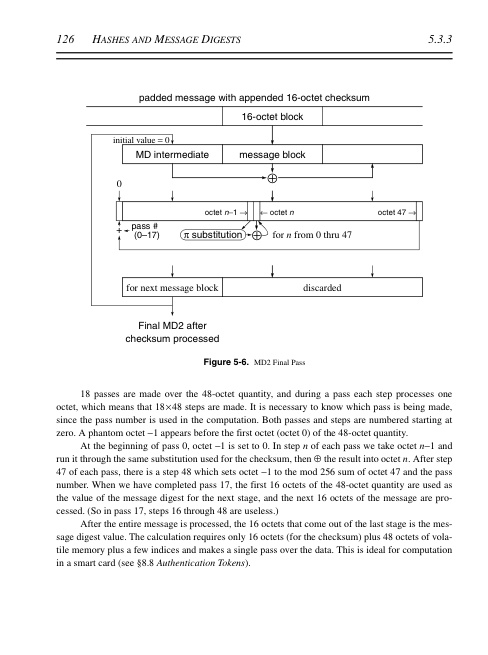 126 HASHES AND MESSAGE DIGESTS 5.3.3
padded message with appended 16-octet checksum
16-octet block
initial value = 0
MD intermediate message block
⊕
0
octet n–1 → ← octet n octet 47 →
+ ← pass #
(0–17)
π substitution ⊕ for n from 0 thru 47
for next message block discarded
Final MD2 after
checksum processed
Figure 5-6. MD2 Final Pass
18 passes are made over the 48-octet quantity, and during a pass each step processes one
octet, which means that 18×48 steps are made. It is necessary to know which pass is being made,
since the pass number is used in the computation. Both passes and steps are numbered starting at
zero. A phantom octet −1 appears before the first octet (octet 0) of the 48-octet quantity.
At the beginning of pass 0, octet −1 is set to 0. In step n of each pass we take octet n−1 and
run it through the same substitution used for the checksum, then ⊕ the result into octet n. After step
47 of each pass, there is a step 48 which sets octet −1 to the mod 256 sum of octet 47 and the pass
number. When we have completed pass 17, the first 16 octets of the 48-octet quantity are used as
the value of the message digest for the next stage, and the next 16 octets of the message are pro-
cessed. (So in pass 17, steps 16 through 48 are useless.)
After the entire message is processed, the 16 octets that come out of the last stage is the mes-
sage digest value. The calculation requires only 16 octets (for the checksum) plus 48 octets of vola-
tile memory plus a few indices and makes a single pass over the data. This is ideal for computation
in a smart card (see §8.8 Authentication Tokens).